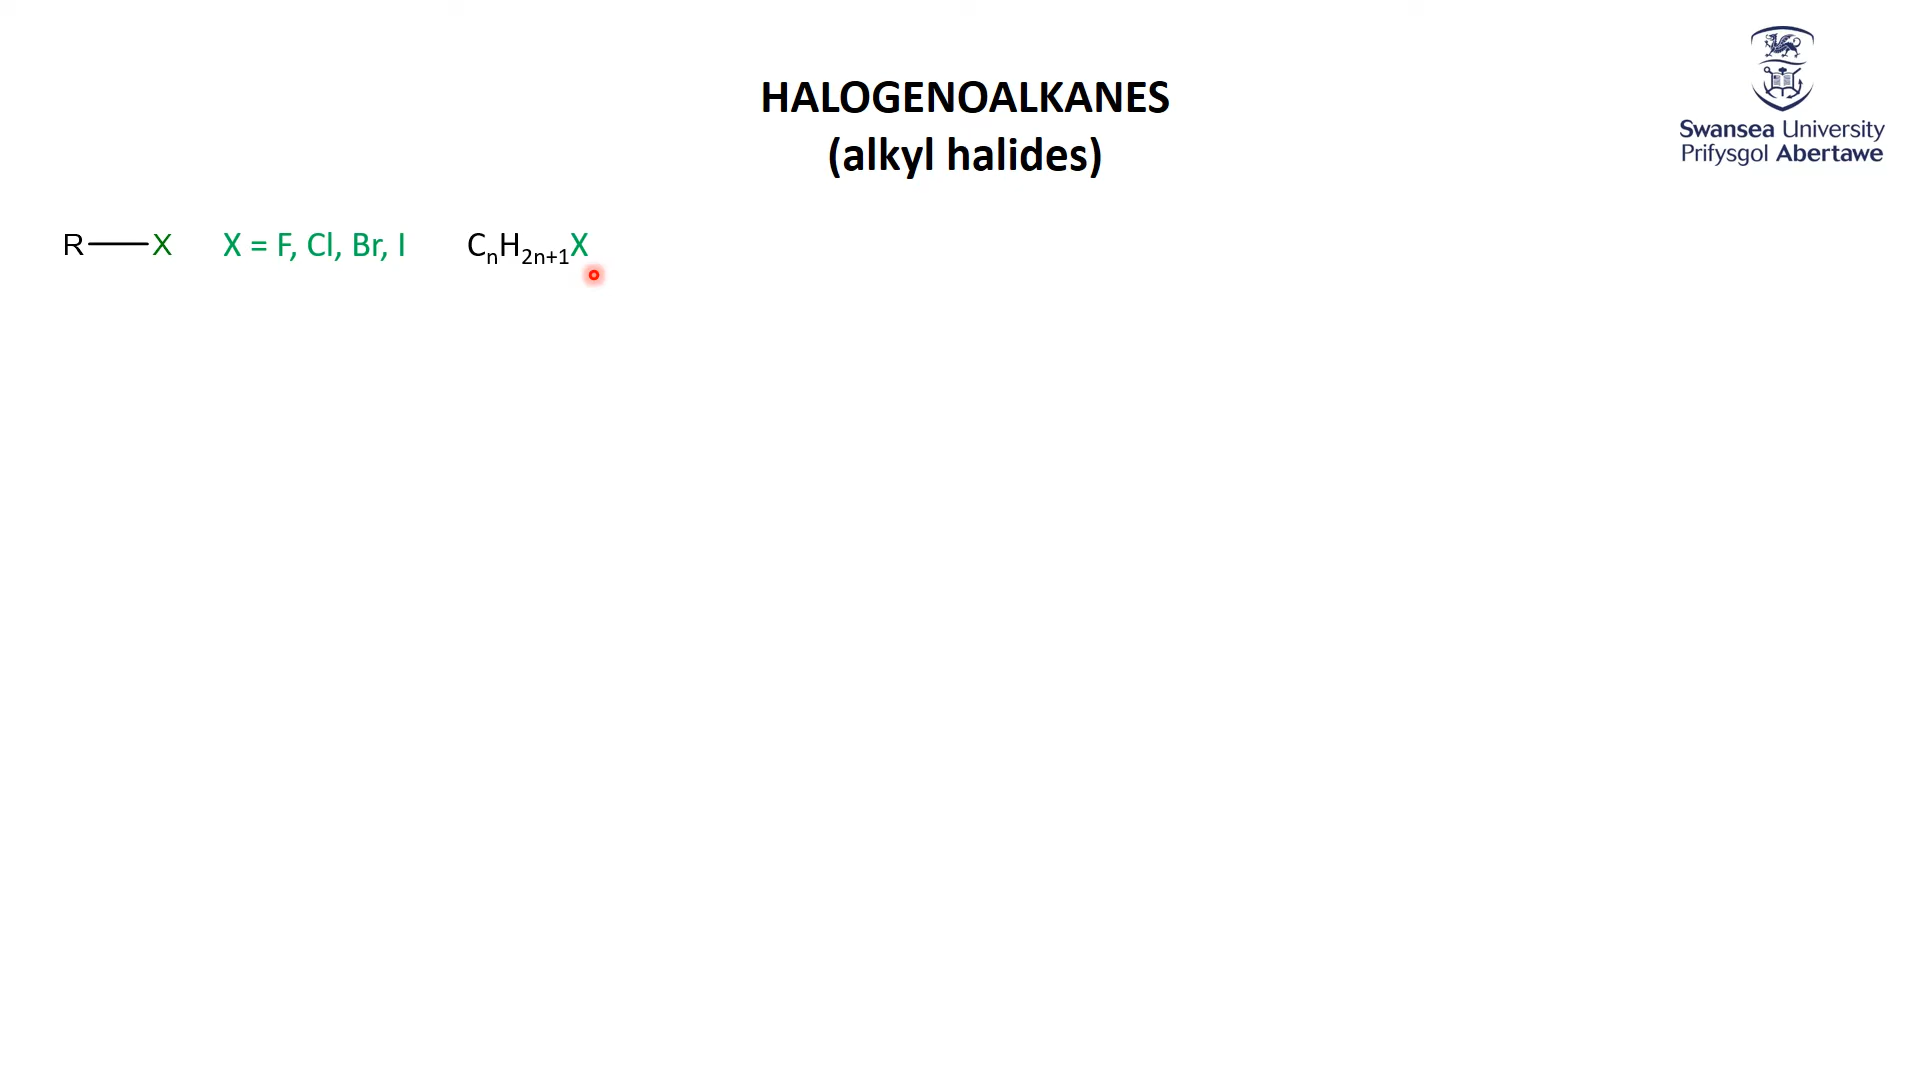 HALOGENOALKANES
(alkyl halides)
Swansea University
Prifysgol Abertawe
R—X X = F, Cl, Br, I CₙH₂ₙ₊₁X